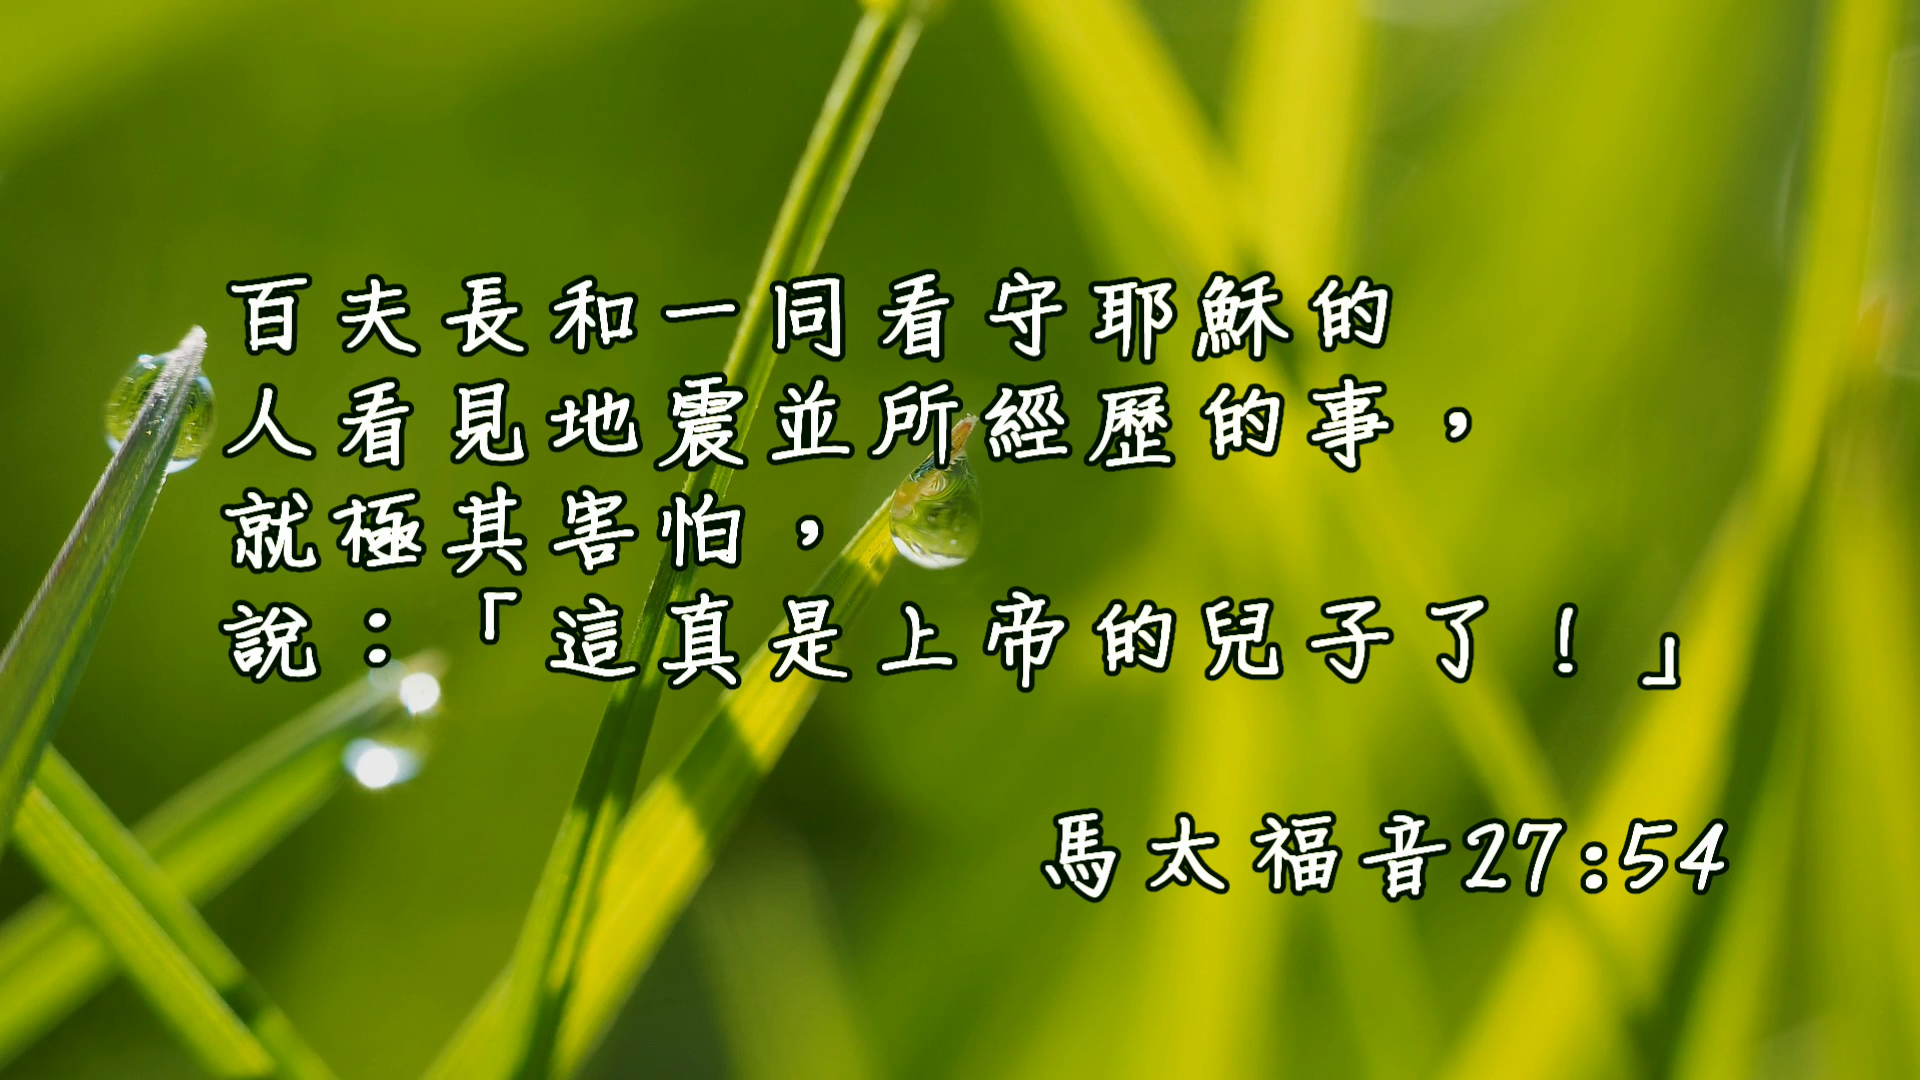 百夫長和一同看守耶穌的
人看見地震並所經歷的事，
就極其害怕，
說：「這真是上帝的兒子了！」
馬太福音27:54